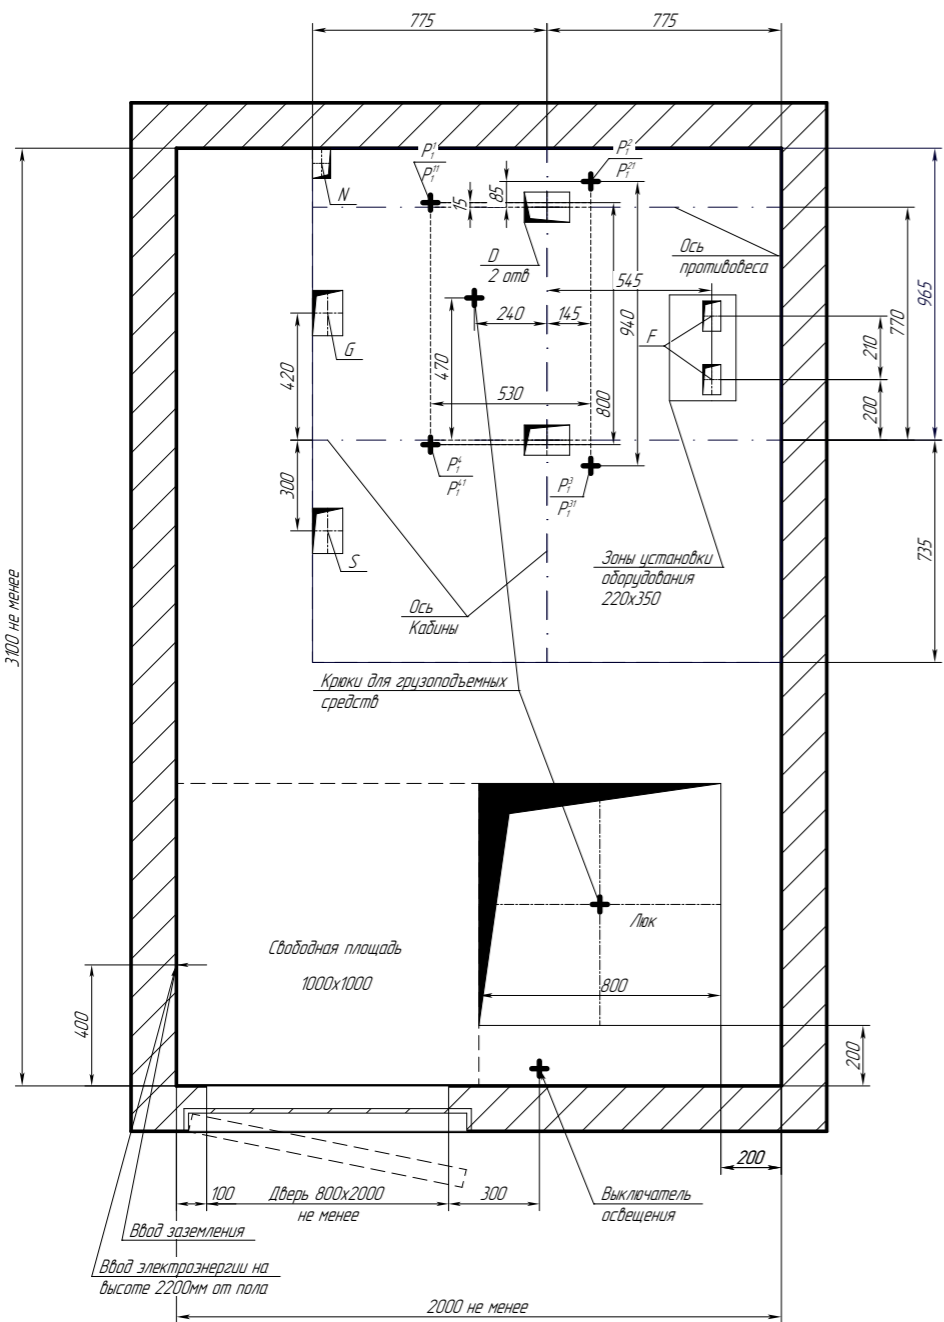 775
775
P₁¹
P₁¹¹
P₁²
P₁²¹
N
15
85
D
2 отв
Ось
противовеса
545
240
145
940
F
G
420
470
530
800
210
770
965
200
P₁⁴
P₁⁴¹
P₁³
P₁³¹
300
S
Зоны установки
оборудования
220х350
735
Ось
Кабины
3100 не менее
Крюки для грузоподъемных
средств
Люк
Свободная площадь
1000х1000
800
400
200
200
100
Дверь 800х2000
не менее
300
Выключатель
освещения
Ввод заземления
Ввод электроэнергии на
высоте 2200мм от пола
2000 не менее